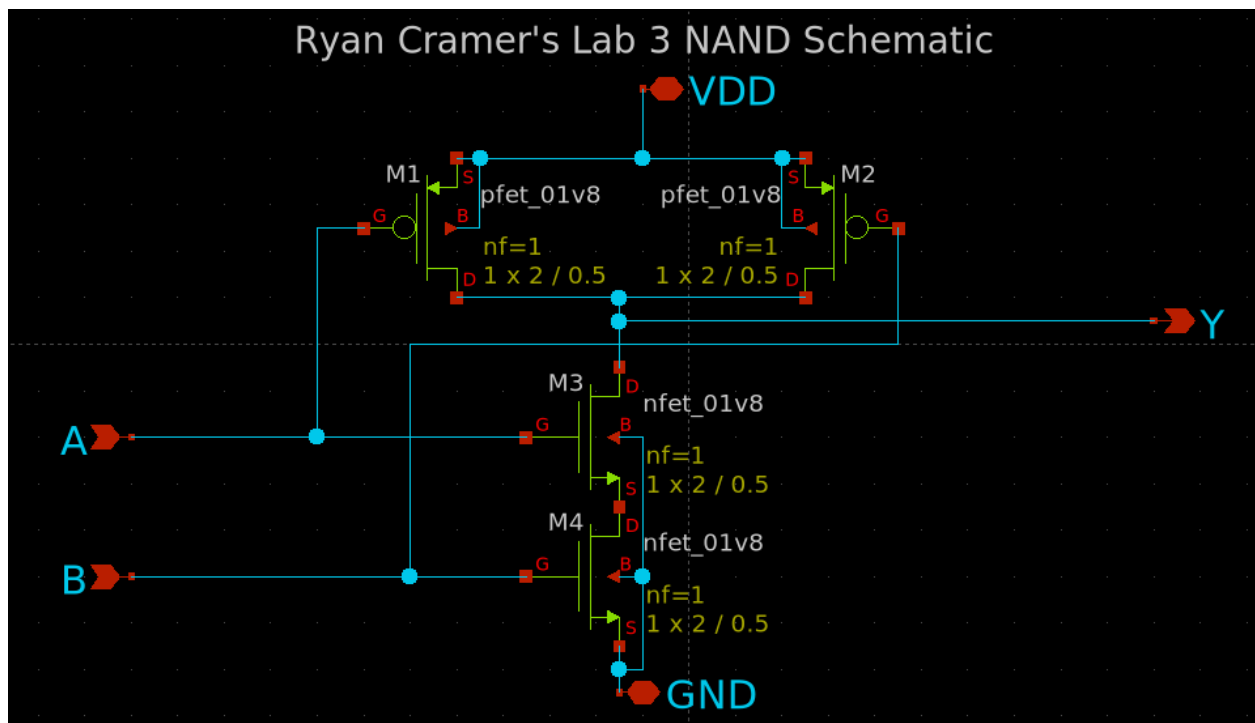 Ryan Cramer's Lab 3 NAND Schematic
VDD
M1
S
pfet_01v8
G
B
nf=1
1 x 2 / 0.5
D
M2
S
pfet_01v8
B
G
nf=1
1 x 2 / 0.5
D
Y
M3
D
nfet_01v8
A
G
B
nf=1
1 x 2 / 0.5
S
M4
D
nfet_01v8
B
G
B
nf=1
1 x 2 / 0.5
S
GND